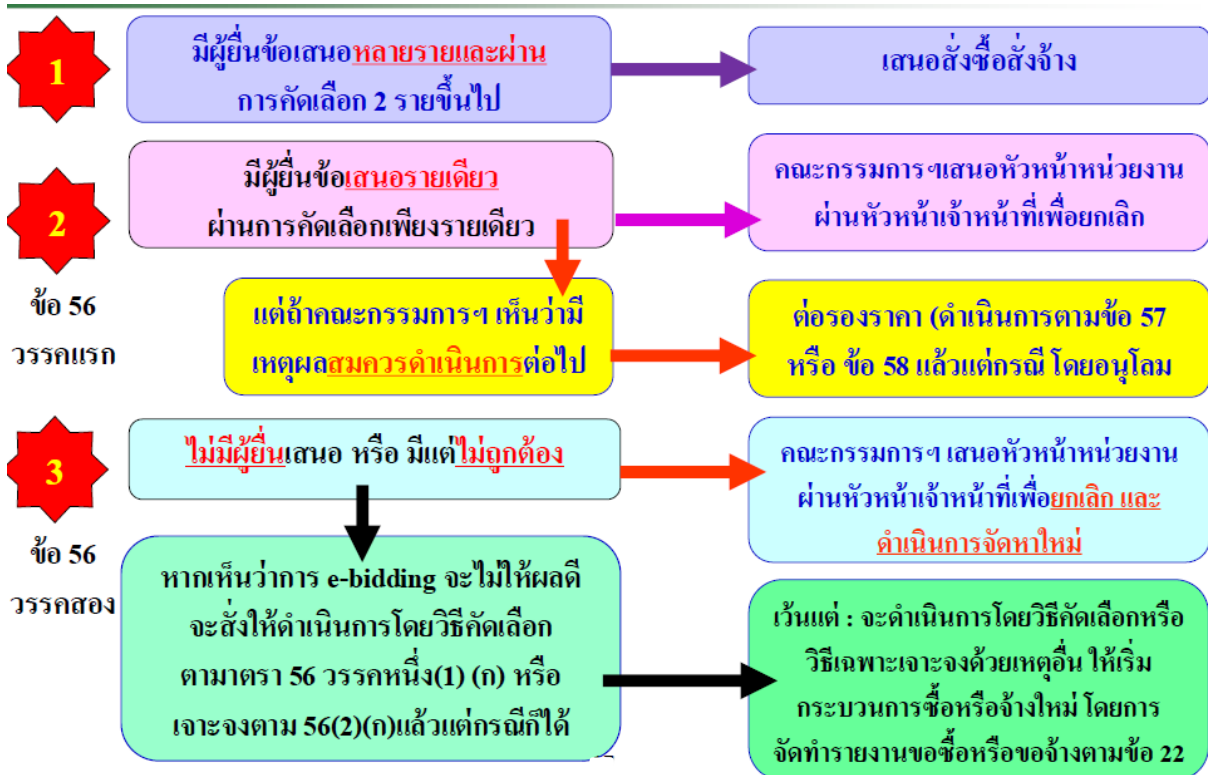 1
มีผู้ยื่นข้อเสนอหลายรายและผ่าน
การคัดเลือก 2 รายขึ้นไป
เสนอสั่งซื้อสั่งจ้าง
2
ข้อ 56
วรรคแรก
มีผู้ยื่นข้อเสนอรายเดียว
ผ่านการคัดเลือกเพียงรายเดียว
คณะกรรมการฯเสนอหัวหน้าหน่วยงาน
ผ่านหัวหน้าเจ้าหน้าที่เพื่อยกเลิก
แต่ถ้าคณะกรรมการฯ เห็นว่ามี
เหตุผลสมควรดำเนินการต่อไป
ต่อรองราคา (ดำเนินการตามข้อ 57
หรือ ข้อ 58 แล้วแต่กรณี โดยอนุโลม
3
ข้อ 56
วรรคสอง
ไม่มีผู้ยื่นเสนอ หรือ มีแต่ไม่ถูกต้อง
คณะกรรมการฯ เสนอหัวหน้าหน่วยงาน
ผ่านหัวหน้าเจ้าหน้าที่เพื่อยกเลิก และ
ดำเนินการจัดหาใหม่
หากเห็นว่าการ e-bidding จะไม่ให้ผลดี
จะสั่งให้ดำเนินการโดยวิธีคัดเลือก
ตามาตรา 56 วรรคหนึ่ง(1) (ก) หรือ
เจาะจงตาม 56(2)(ก)แล้วแต่กรณีก็ได้
เว้นแต่ : จะดำเนินการโดยวิธีคัดเลือกหรือ
วิธีเฉพาะเจาะจงด้วยเหตุอื่น ให้เริ่ม
กระบวนการซื้อหรือจ้างใหม่ โดยการ
จัดทำรายงานขอซื้อหรือขอจ้างตามข้อ 22